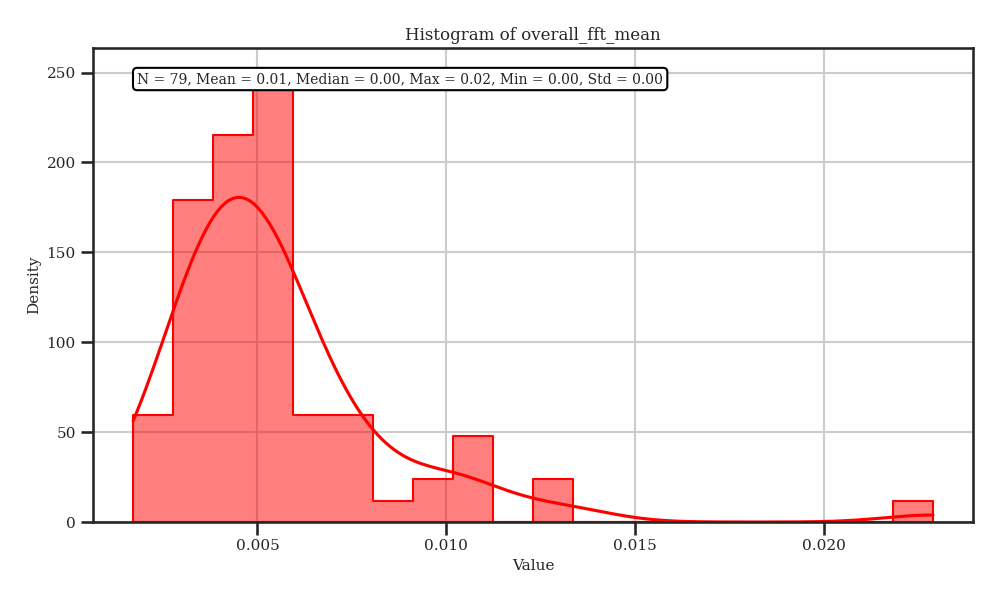 Histogram of overall_fft_mean
N = 79, Mean = 0.01, Median = 0.00, Max = 0.02, Min = 0.00, Std = 0.00
250
200
150
100
50
0
Density
0.005 0.010 0.015 0.020
Value